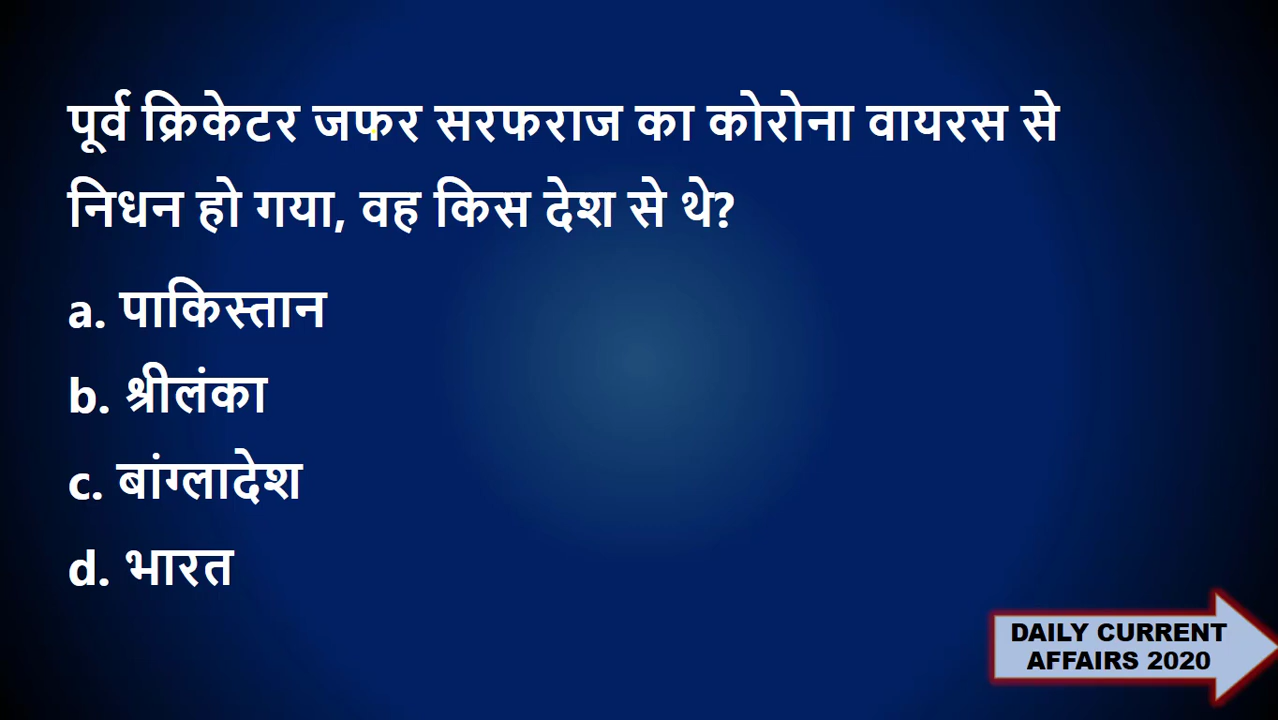 पूर्व क्रिकेटर जफर सरफराज का कोरोना वायरस से
निधन हो गया, वह किस देश से थे?
a. पाकिस्तान
b. श्रीलंका
c. बांग्लादेश
d. भारत
DAILY CURRENT
AFFAIRS 2020